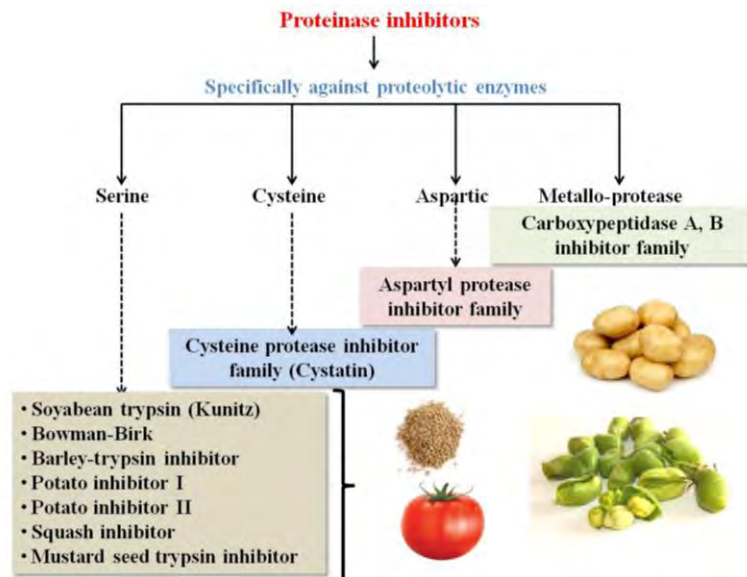 Proteinase inhibitors
Specifically against proteolytic enzymes
Serine
Cysteine
Aspartic
Metallo-protease
Carboxypeptidase A, B
inhibitor family
Aspartyl protease
inhibitor family
Cysteine protease inhibitor
family (Cystatin)
• Soyabean trypsin (Kunitz)
• Bowman-Birk
• Barley-trypsin inhibitor
• Potato inhibitor I
• Potato inhibitor II
• Squash inhibitor
• Mustard seed trypsin inhibitor